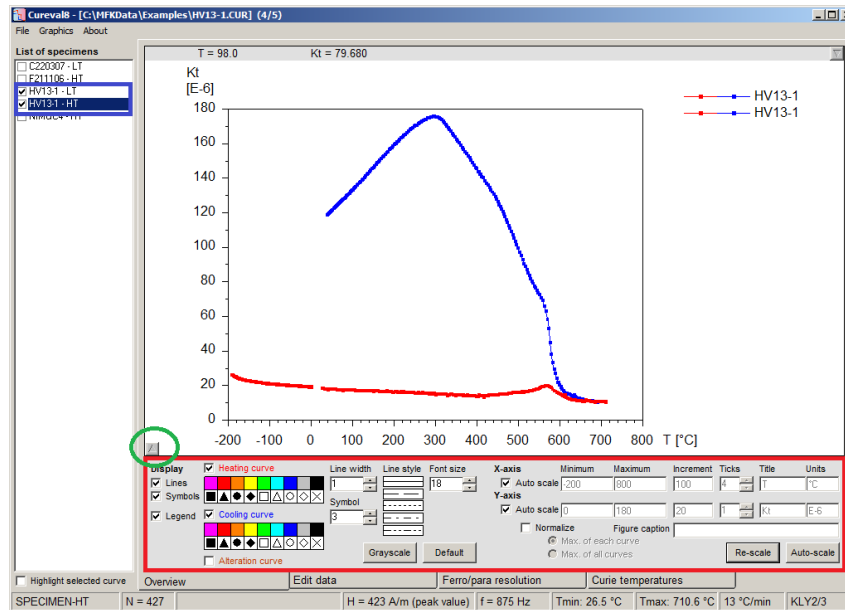 Cureval8 - [C:\MFKData\Examples\HV13-1.CUR] (4/5)
File Graphics About
List of specimens
C220307 - LT
F211106 - HT
HV13-1 - LT
HV13-1 - HT
T = 98.0 Kt = 79.680
Kt
[E-6]
HV13-1
HV13-1
180
160
140
120
100
80
60
40
20
0
-200 -100 0 100 200 300 400 500 600 700 800 T [°C]
Display Heating curve Line width Line style Font size X-axis Minimum Maximum Increment Ticks Title Units
Lines 1 18 Auto scale -200 800 100 4 T °C
Symbols Symbol Y-axis
Legend Cooling curve 3 Auto scale 0 180 20 1 Kt E-6
Normalize Figure caption
Max. of each curve
Grayscale Default Max. of all curves Re-scale Auto-scale
Alteration curve
Highlight selected curve Overview Edit data Ferro/para resolution Curie temperatures
SPECIMEN-HT N = 427 H = 423 A/m (peak value) f = 875 Hz Tmin: 26.5 °C Tmax: 710.6 °C 13 °C/min KLY2/3